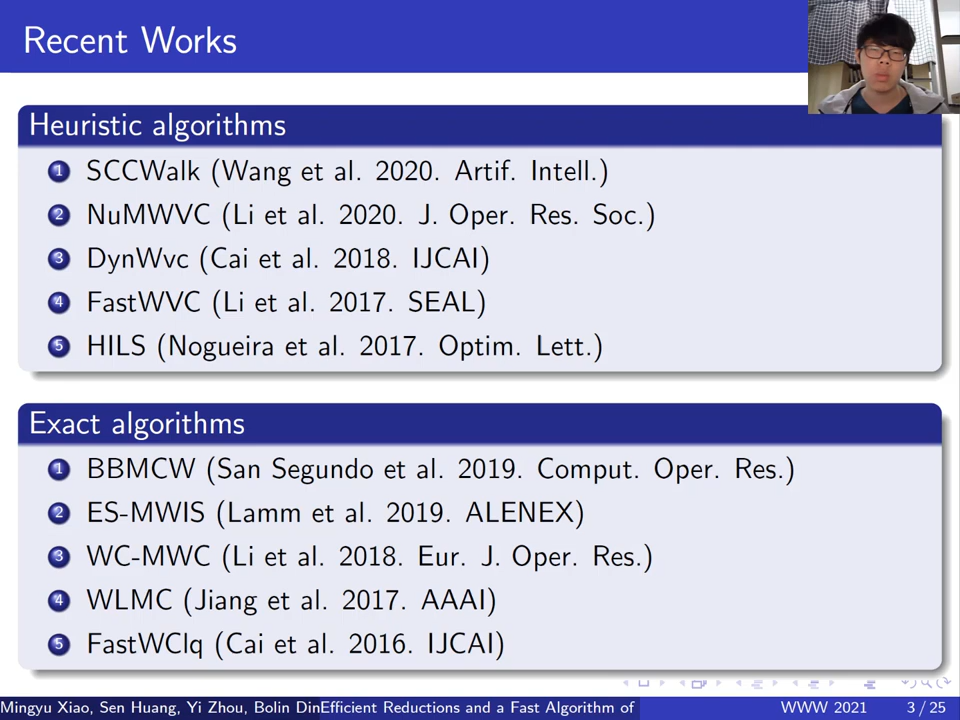 Recent Works
Heuristic algorithms
1 SCCWalk (Wang et al. 2020. Artif. Intell.)
2 NuMWVC (Li et al. 2020. J. Oper. Res. Soc.)
3 DynWvc (Cai et al. 2018. IJCAI)
4 FastWVC (Li et al. 2017. SEAL)
5 HILS (Nogueira et al. 2017. Optim. Lett.)
Exact algorithms
1 BBMCW (San Segundo et al. 2019. Comput. Oper. Res.)
2 ES-MWIS (Lamm et al. 2019. ALENEX)
3 WC-MWC (Li et al. 2018. Eur. J. Oper. Res.)
4 WLMC (Jiang et al. 2017. AAAI)
5 FastWClq (Cai et al. 2016. IJCAI)
Mingyu Xiao, Sen Huang, Yi Zhou, Bolin Din Efficient Reductions and a Fast Algorithm of WWW 2021 3 / 25